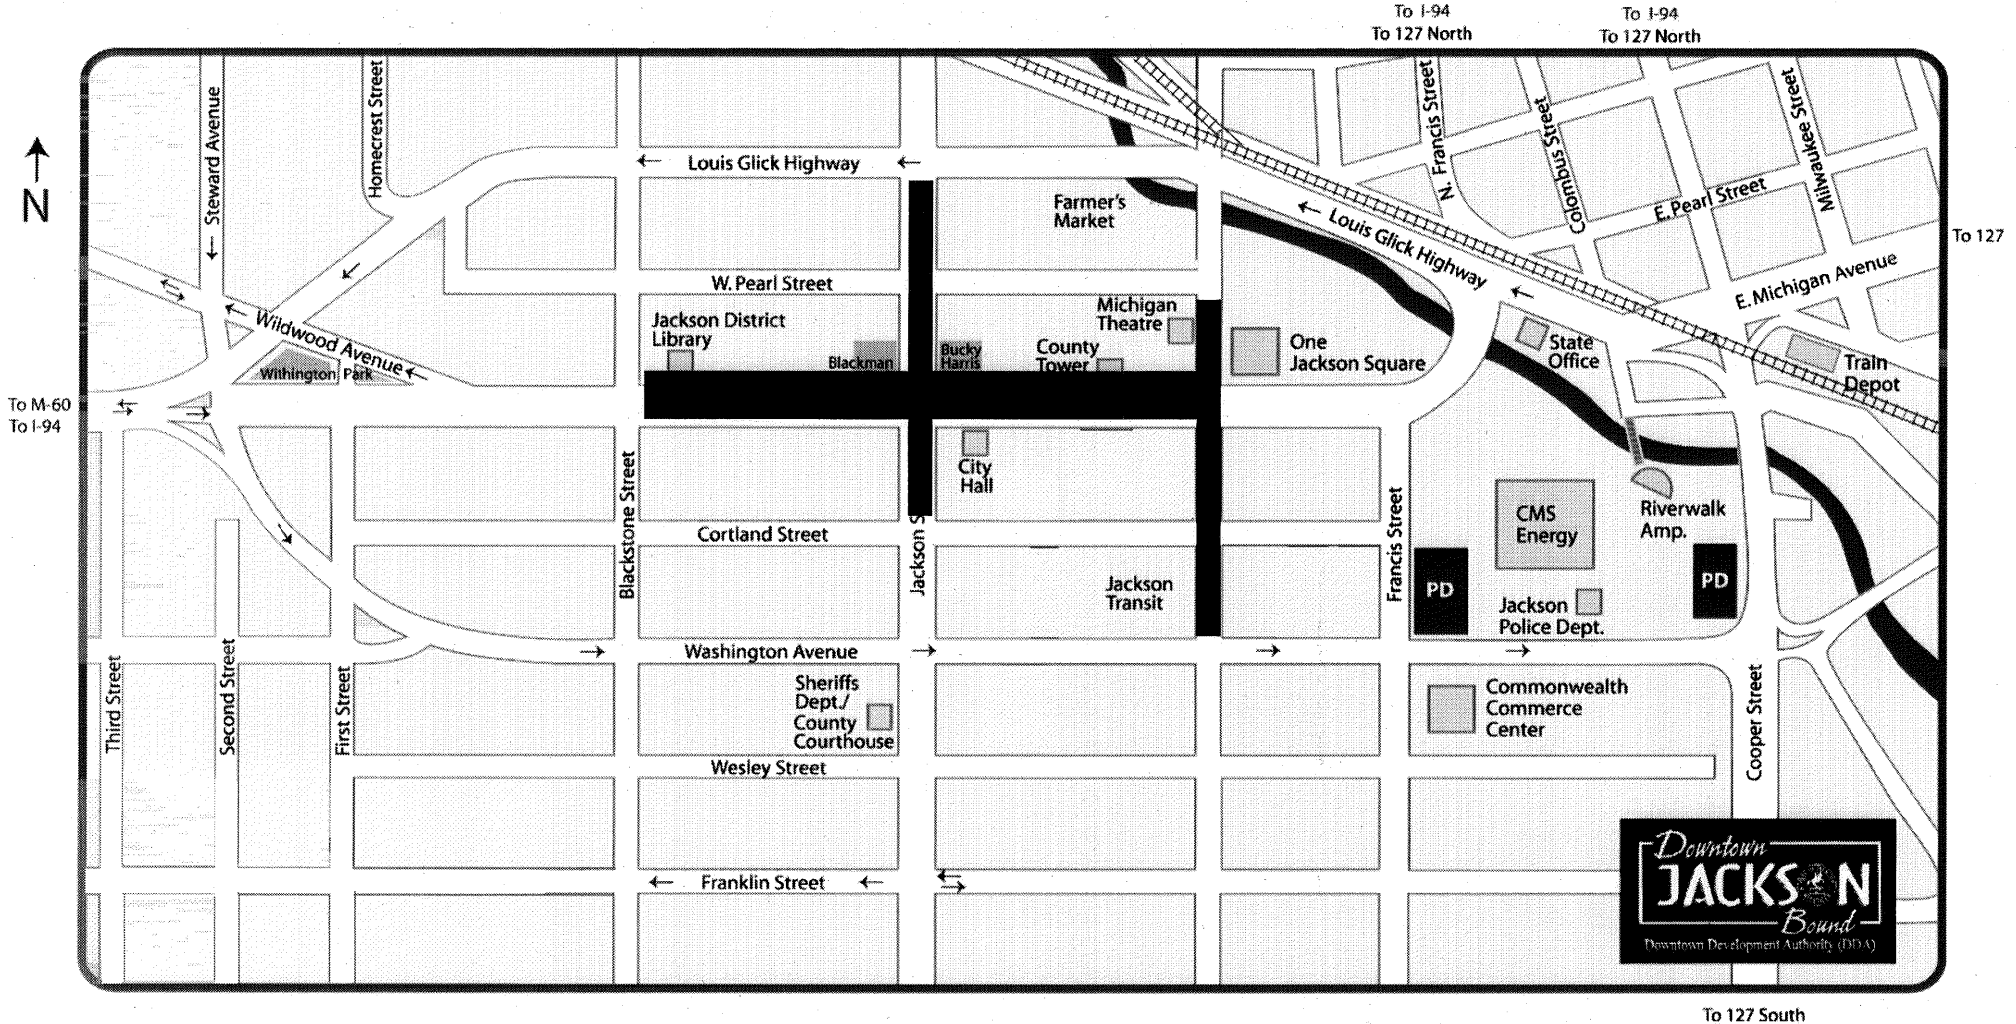 To I-94
To 127 North
To I-94
To 127 North
N
Steward Avenue
Homecrest Street
Louis Glick Highway
Farmer's
Market
N. Francis Street
Colombus Street
Milwaukee Street
E. Pearl Street
Louis Glick Highway
To 127
E. Michigan Avenue
W. Pearl Street
Wildwood Avenue
Withington Park
Jackson District
Library
Blackman
Bucky
Harris
County
Tower
Michigan
Theatre
One
Jackson Square
State
Office
Train
Depot
To M-60
To I-94
City
Hall
Blackstone Street
Cortland Street
Jackson S
Jackson
Transit
Francis Street
CMS
Energy
Riverwalk
Amp.
PD
PD
Jackson
Police Dept.
Washington Avenue
Third Street
Second Street
First Street
Sheriffs
Dept./
County
Courthouse
Commonwealth
Commerce
Center
Cooper Street
Wesley Street
Franklin Street
Downtown
JACKSON
Bound
Downtown Development Authority (DDA)
To 127 South